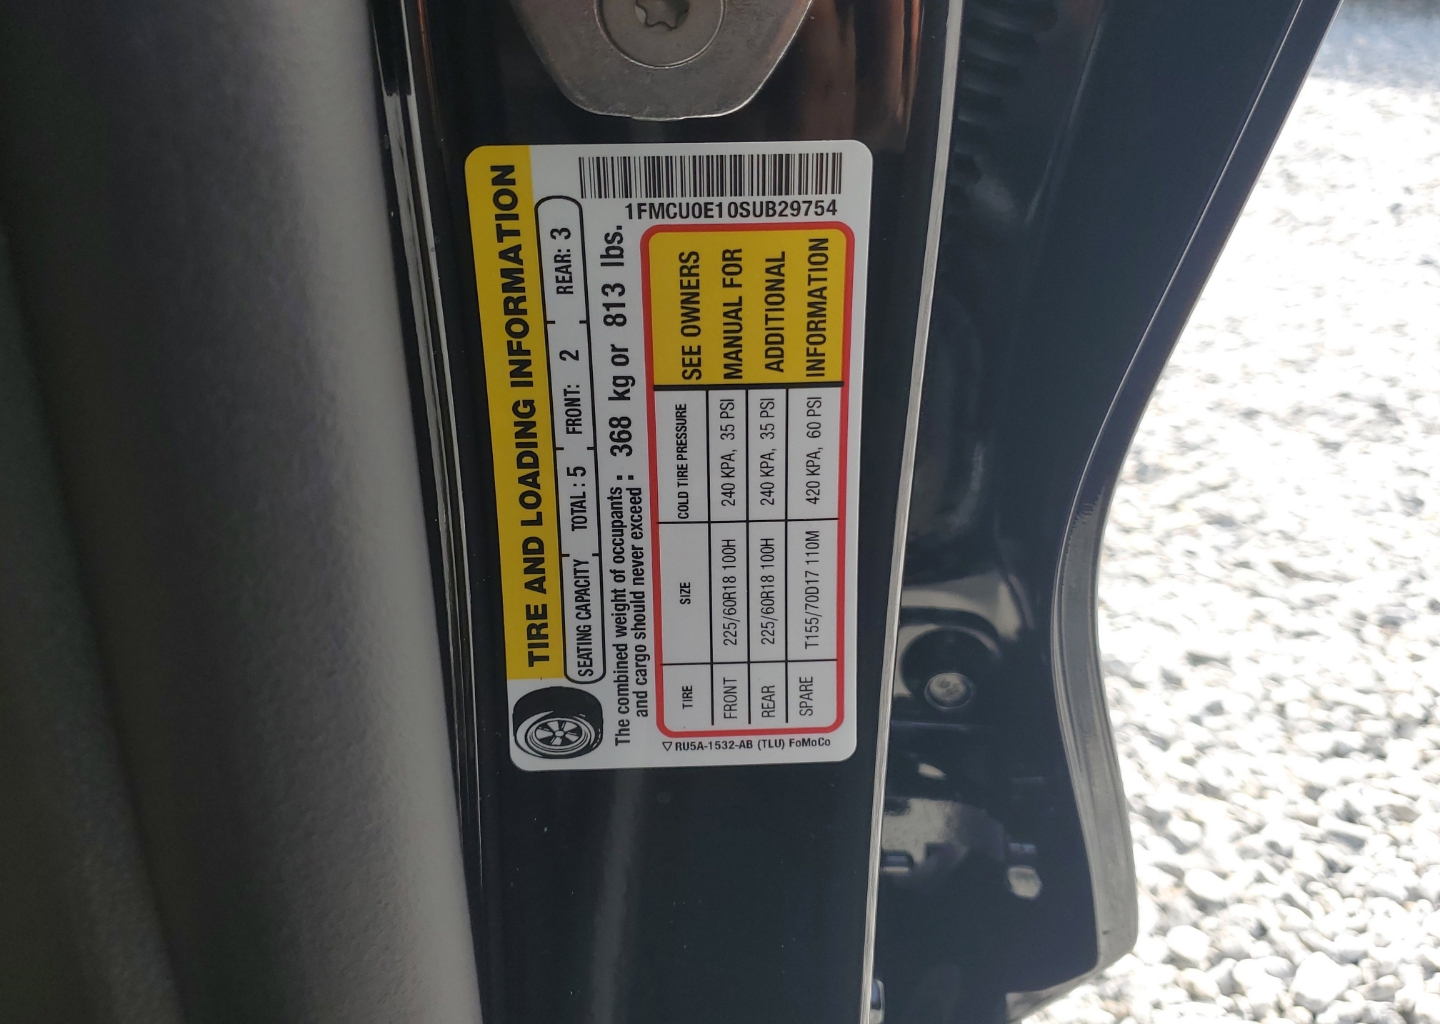 TIRE AND LOADING INFORMATION
SEATING CAPACITY TOTAL : 5 FRONT: 2 REAR: 3
The combined weight of occupants
and cargo should never exceed : 368 kg or 813 lbs.
1FMCU0E10SUB29754
TIRE SIZE COLD TIRE PRESSURE
FRONT 225/60R18 100H 240 KPA, 35 PSI
REAR 225/60R18 100H 240 KPA, 35 PSI
SPARE T155/70D17 110M 420 KPA, 60 PSI
SEE OWNERS
MANUAL FOR
ADDITIONAL
INFORMATION
RU5A-1532-AB (TLU) FoMoCo